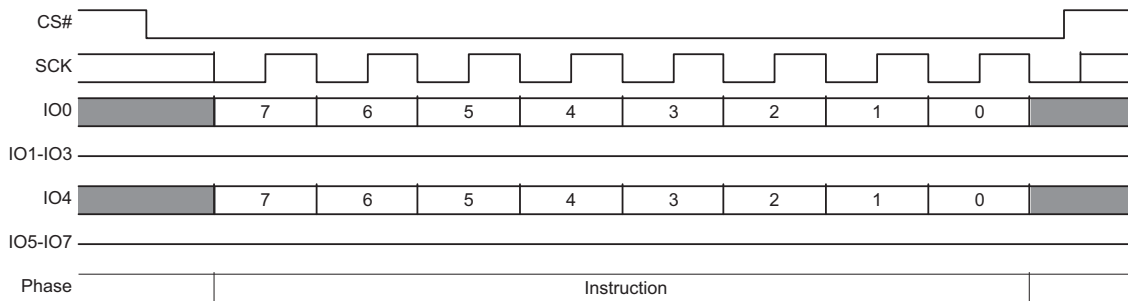 CS#
SCK
IO0 7 6 5 4 3 2 1 0
IO1-IO3
IO4 7 6 5 4 3 2 1 0
IO5-IO7
Phase Instruction